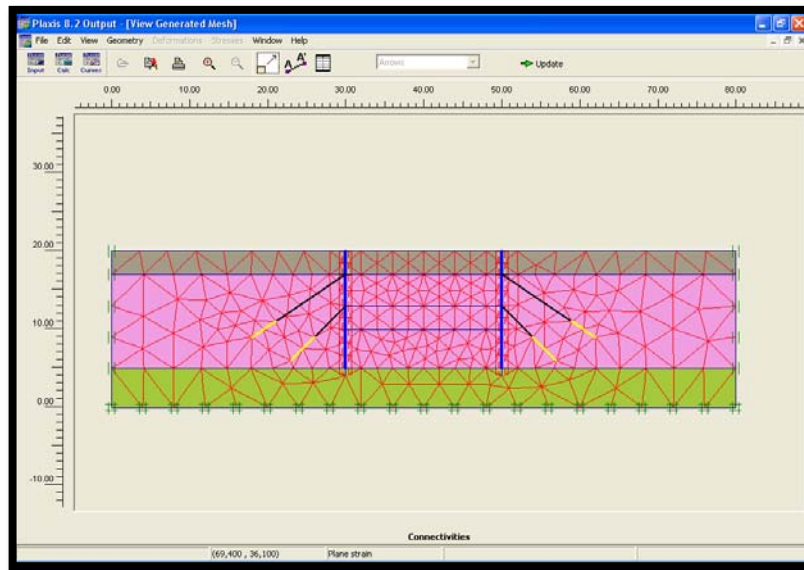 Plaxis 8.2 Output - [View Generated Mesh]
File Edit View Geometry Deformations Stresses Window Help
Input Calc Curves A A' Arrows Update
0.00 10.00 20.00 30.00 40.00 50.00 60.00 70.00 80.00
30.00
20.00
10.00
0.00
-10.00
Connectivities
(69,400 , 36,100) Plane strain